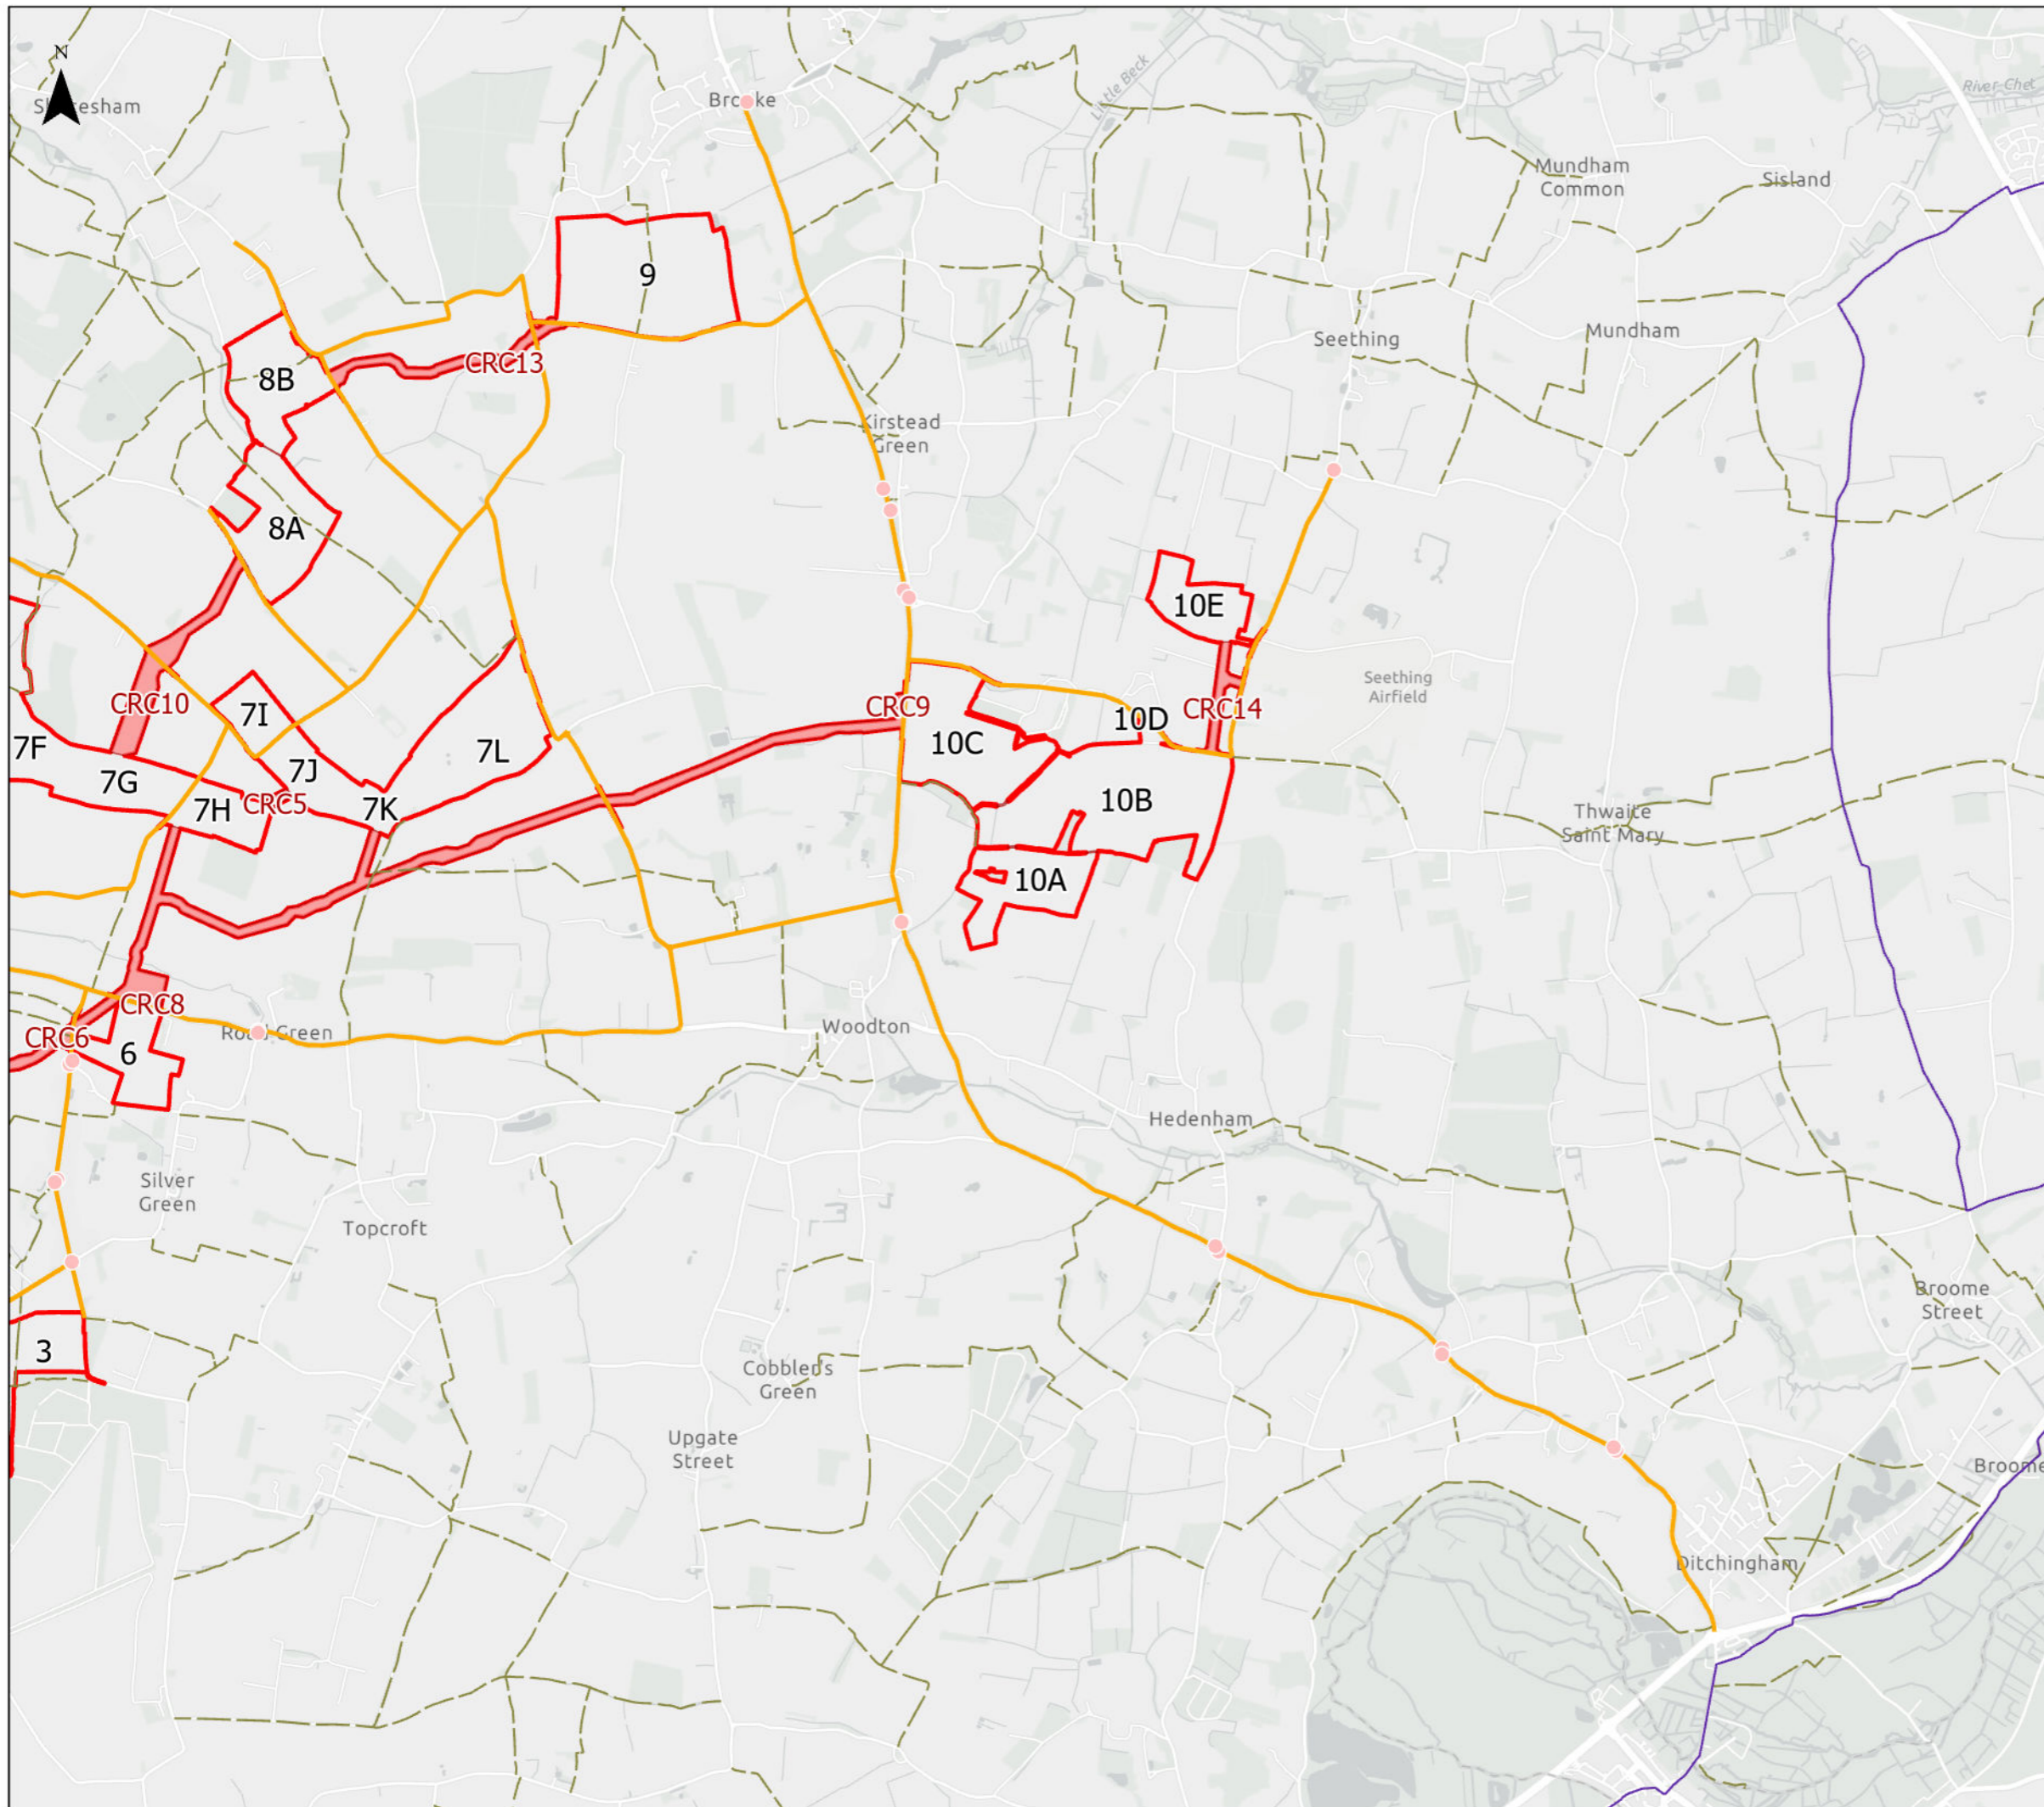 N
Brooke
River Chet
Little Beck
Mundham
Common
Sisland
9
Mundham
Seething
CRC13
8B
Kirstead
Green
8A
10E
Seething
Airfield
CRC10
CRC9
CRC14
7I
10D
7F
7L
10C
7J
7G
10B
CRC5
7H
7K
Thwaite
Saint Mary
10A
CRC8
Woodton
CRC6
6
Hedenham
Silver
Green
Topcroft
Broome
Street
3
Cobbler's
Green
Upgate
Street
Broome
Ditchingham